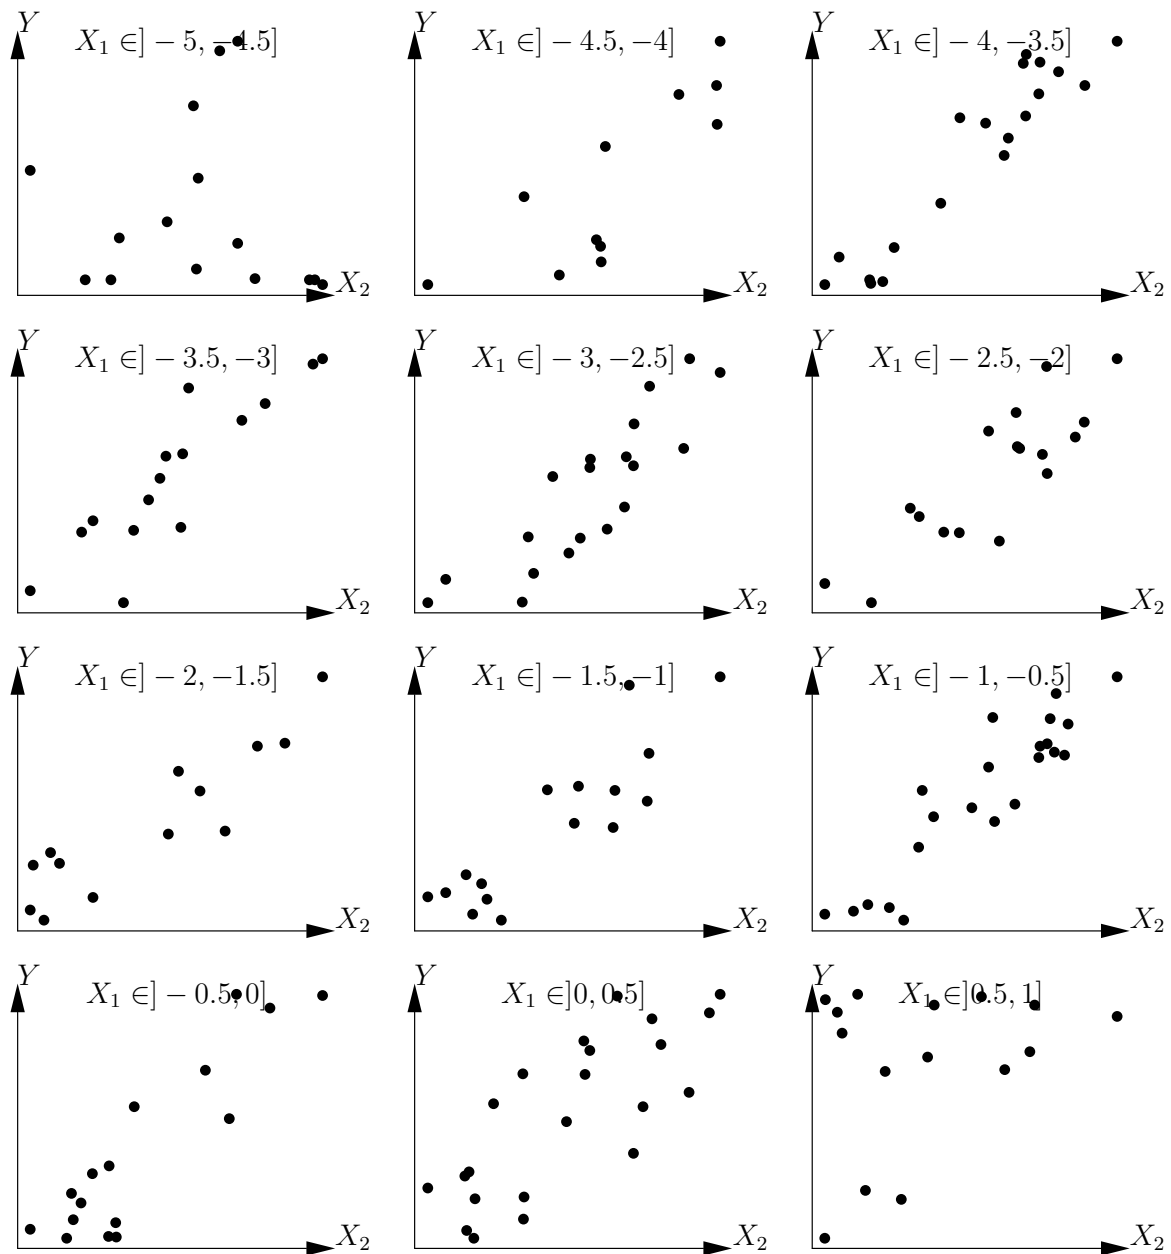 Y
X₁ ∈] − 5, −4.5]
X₂
Y
X₁ ∈] − 4.5, −4]
X₂
Y
X₁ ∈] − 4, −3.5]
X₂
Y
X₁ ∈] − 3.5, −3]
X₂
Y
X₁ ∈] − 3, −2.5]
X₂
Y
X₁ ∈] − 2.5, −2]
X₂
Y
X₁ ∈] − 2, −1.5]
X₂
Y
X₁ ∈] − 1.5, −1]
X₂
Y
X₁ ∈] − 1, −0.5]
X₂
Y
X₁ ∈] − 0.5, 0]
X₂
Y
X₁ ∈]0, 0.5]
X₂
Y
X₁ ∈]0.5, 1]
X₂